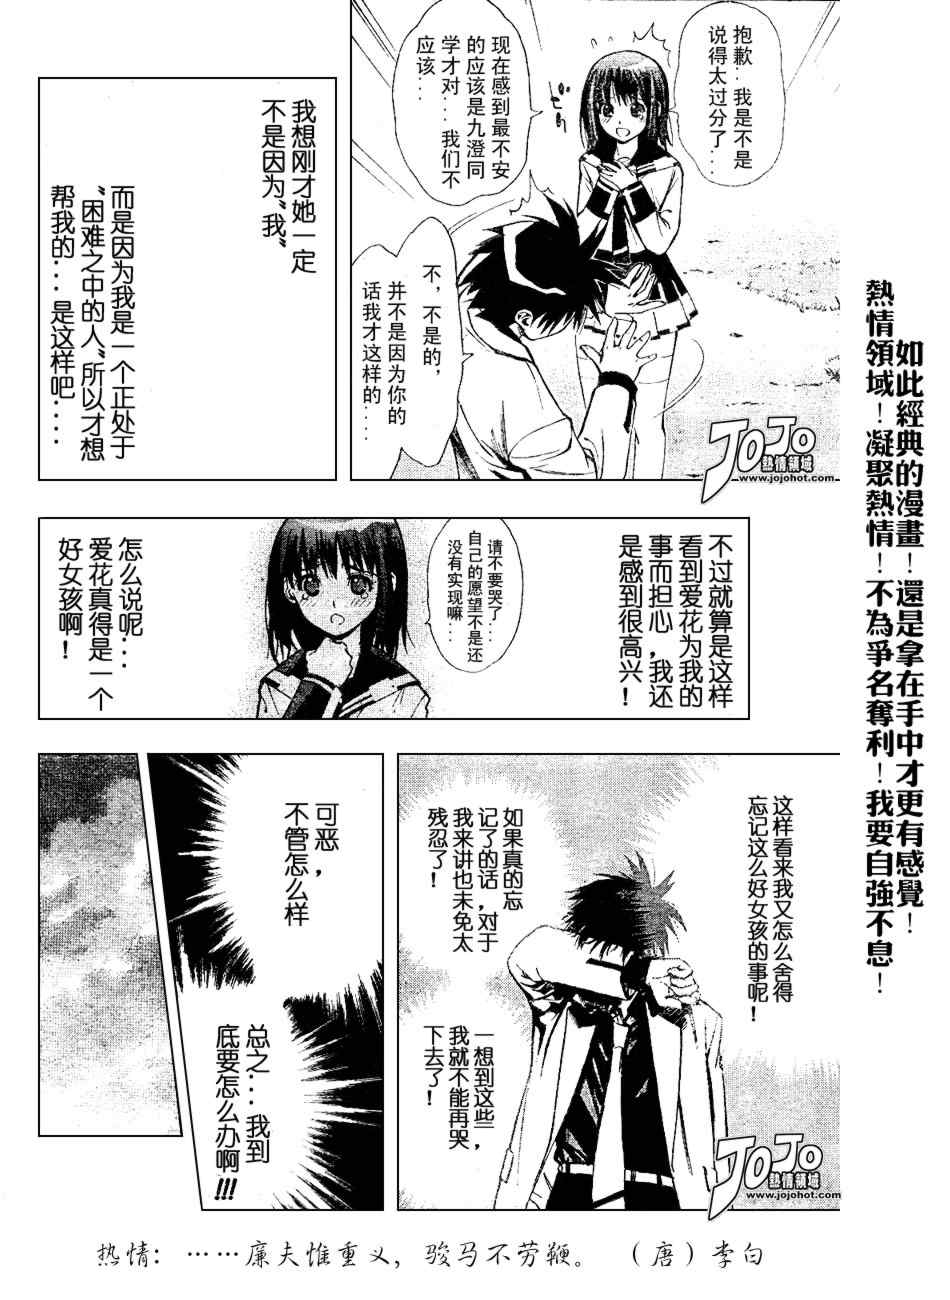 抱歉…我是不是
说得太过分了…
现在感到最不安
的应该是九澄同
学才对…我们不
应该…
不，不是的，
并不是因为你的
话我才这样的…
我想刚才她一定
不是因为“我”
而是因为我是一个正处于
“困难之中的人”所以才想
帮我的…是这样吧…
JOJO
熱情領域
www.jojohot.com
不过就算是这样
看到爱花为我的
事而担心，我还
是感到很高兴！
请不要哭了…
自己的愿望不是还
没有实现嘛…
怎么说呢…
爱花真得是一个
好女孩啊！
这样看来我又怎么舍得
忘记这么好女孩的事呢！
如果真的忘
记了的话，对于
我来讲也未免太
残忍了！
一想到这些，
我就不能再哭
下去了！
可恶，
不管怎么样
总之…我到
底要怎么办啊!!!
JOJO
熱情領域
www.jojohot.com
如此經典的漫畫！還是拿在手中才更有感覺！
熱情領域！凝聚熱情！不為爭名奪利！我要自強不息！
热情：……廉夫惟重义，骏马不劳鞭。（唐）李白